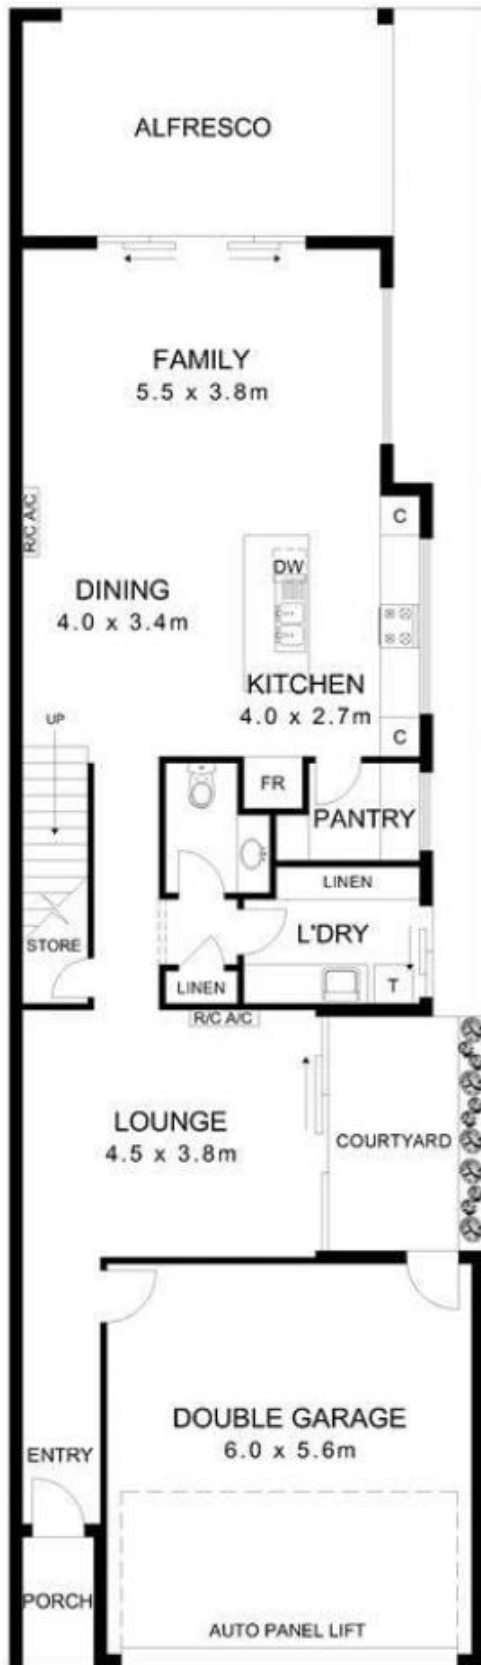 ALFRESCO
FAMILY
5.5 x 3.8m
R/C A/C
C
DW
DINING
4.0 x 3.4m
KITCHEN
4.0 x 2.7m
UP
C
FR
PANTRY
LINEN
L'DRY
STORE
LINEN
T
R/C A/C
LOUNGE
4.5 x 3.8m
COURTYARD
DOUBLE GARAGE
6.0 x 5.6m
ENTRY
PORCH
AUTO PANEL LIFT